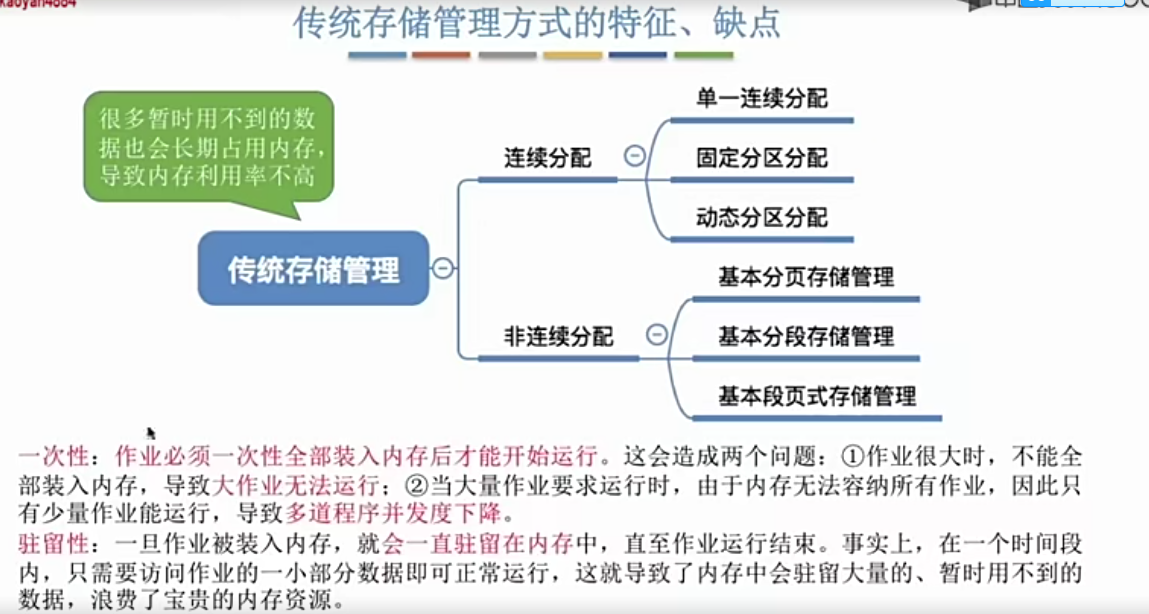 kaoyan4884
传统存储管理方式的特征、缺点
很多暂时用不到的数
据也会长期占用内存，
导致内存利用率不高
传统存储管理
连续分配
单一连续分配
固定分区分配
动态分区分配
非连续分配
基本分页存储管理
基本分段存储管理
基本段页式存储管理
一次性：作业必须一次性全部装入内存后才能开始运行。这会造成两个问题：①作业很大时，不能全
部装入内存，导致大作业无法运行；②当大量作业要求运行时，由于内存无法容纳所有作业，因此只
有少量作业能运行，导致多道程序并发度下降。
驻留性：一旦作业被装入内存，就会一直驻留在内存中，直至作业运行结束。事实上，在一个时间段
内，只需要访问作业的一小部分数据即可正常运行，这就导致了内存中会驻留大量的、暂时用不到的
数据，浪费了宝贵的内存资源。